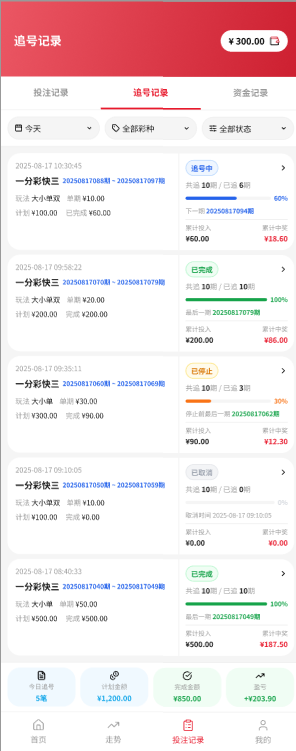 追号记录
¥ 300.00
投注记录
追号记录
资金记录
今天
全部彩种
全部状态
2025-08-17 10:30:45
一分彩快三 20250817088期 ~ 20250817097期
玩法 大小单双 单期 ¥10.00
计划 ¥100.00 已完成 ¥60.00
追号中
共追 10期 / 已追 6期
60%
下一期 20250817094期
累计投入
累计中奖
¥60.00
¥18.60
2025-08-17 09:58:22
一分彩快三 20250817070期 ~ 20250817079期
玩法 大小单双 单期 ¥20.00
计划 ¥200.00 完成 ¥200.00
已完成
共追 10期 / 已追 10期
100%
最后一期 20250817079期
累计投入
累计中奖
¥200.00
¥86.00
2025-08-17 09:35:11
一分彩快三 20250817060期 ~ 20250817069期
玩法 大小单 单期 ¥30.00
计划 ¥300.00 完成 ¥90.00
已停止
共追 10期 / 已追 3期
30%
停止前最后一期 20250817062期
累计投入
累计中奖
¥90.00
¥12.30
2025-08-17 09:10:05
一分彩快三 20250817050期 ~ 20250817059期
玩法 大小单双 单期 ¥10.00
计划 ¥100.00 完成 ¥0.00
已取消
共追 10期 / 已追 0期
0%
取消时间 2025-08-17 09:10:05
累计投入
累计中奖
¥0.00
¥0.00
2025-08-17 08:40:33
一分彩快三 20250817040期 ~ 20250817049期
玩法 大小单 单期 ¥50.00
计划 ¥500.00 完成 ¥500.00
已完成
共追 10期 / 已追 10期
100%
最后一期 20250817049期
累计投入
累计中奖
¥500.00
¥187.50
今日追号
5笔
计划金额
¥1,200.00
完成金额
¥850.00
盈亏
+¥203.90
首页
走势
投注记录
我的